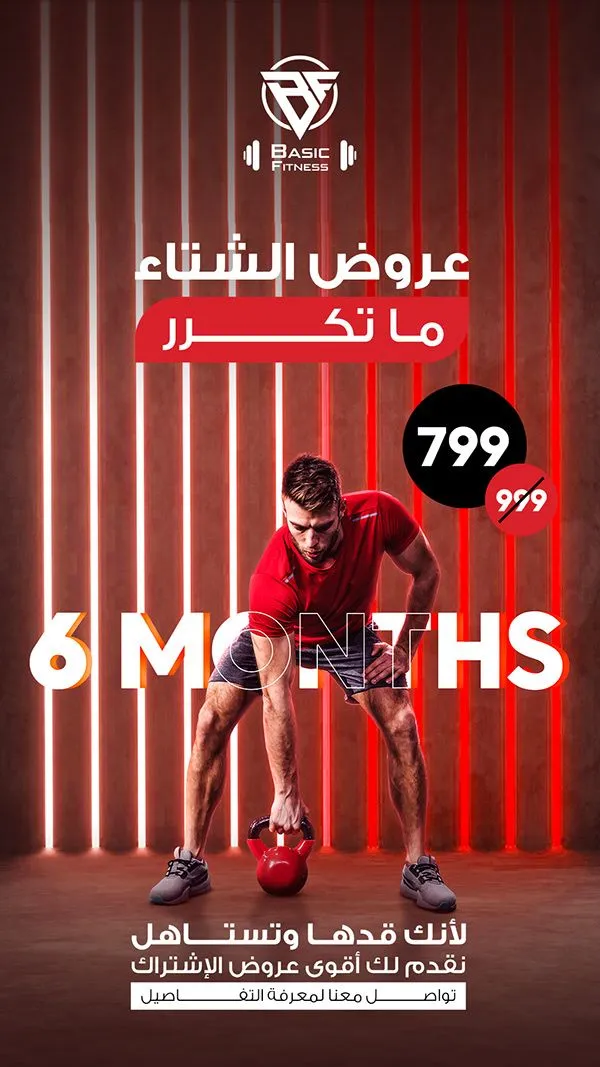 BF
BASIC
FITNESS
عروض الشتاء
ما تكرر
799
999
6 MONTHS
لأنك قدها وتستاهل
نقدم لك أقوى عروض الإشتراك
تواصل معنا لمعرفة التفاصيل